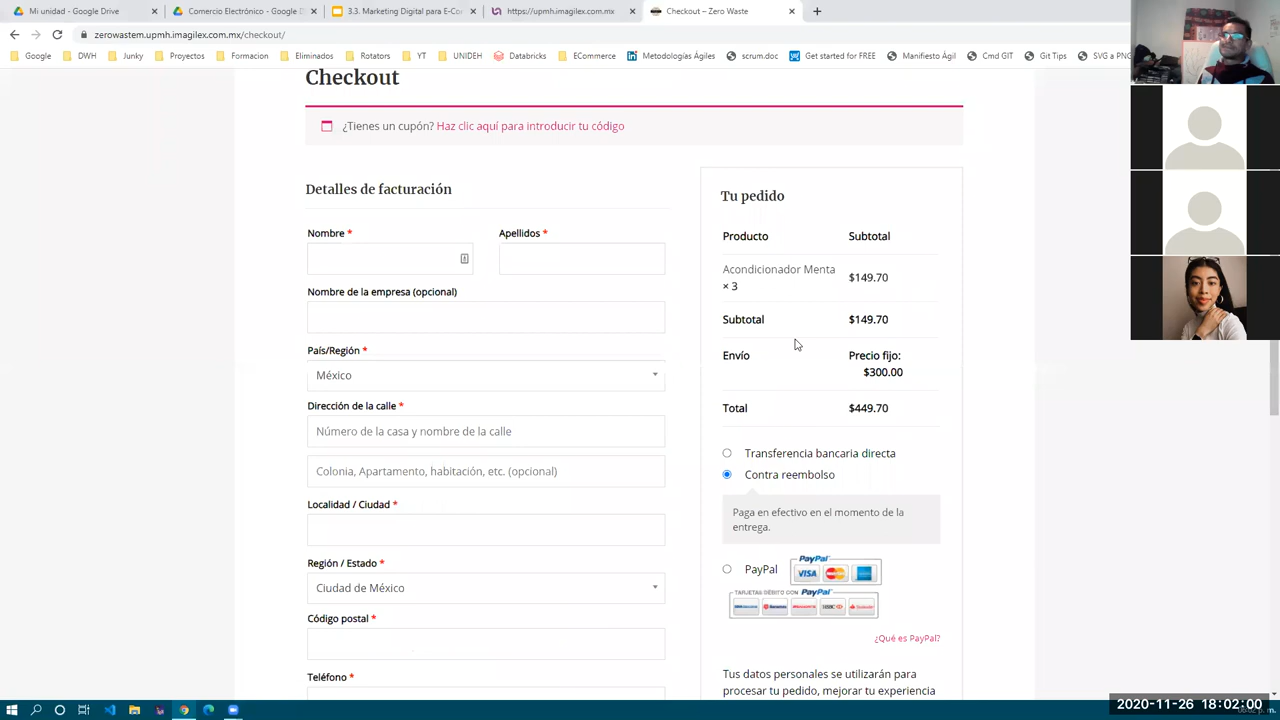 Mi unidad - Google Drive
Comercio Electrónico - Google D
3.3. Marketing Digital para E-Co
https://upmh.imagilex.com.mx
Checkout – Zero Waste
zerowastem.upmh.imagilex.com.mx/checkout/
Google
DWH
Junky
Proyectos
Formacion
Eliminados
Rotators
YT
UNIDEH
Databricks
ECommerce
Metodologías Ágiles
scrum.doc
Get started for FREE
Manifiesto Ágil
Cmd GIT
Git Tips
SVG a PNG
Checkout
¿Tienes un cupón? Haz clic aquí para introducir tu código
Detalles de facturación
Nombre *
Apellidos *
Nombre de la empresa (opcional)
País/Región *
México
Dirección de la calle *
Número de la casa y nombre de la calle
Colonia, Apartamento, habitación, etc. (opcional)
Localidad / Ciudad *
Región / Estado *
Ciudad de México
Código postal *
Teléfono *
Tu pedido
Producto Subtotal
Acondicionador Menta
× 3
$149.70
Subtotal $149.70
Envío Precio fijo:
$300.00
Total $449.70
Transferencia bancaria directa
Contra reembolso
Paga en efectivo en el momento de la
entrega.
PayPal
PayPal
VISA
TARJETAS DÉBITO CON PayPal
¿Qué es PayPal?
Tus datos personales se utilizarán para
procesar tu pedido, mejorar tu experiencia
2020-11-26 18:02:00